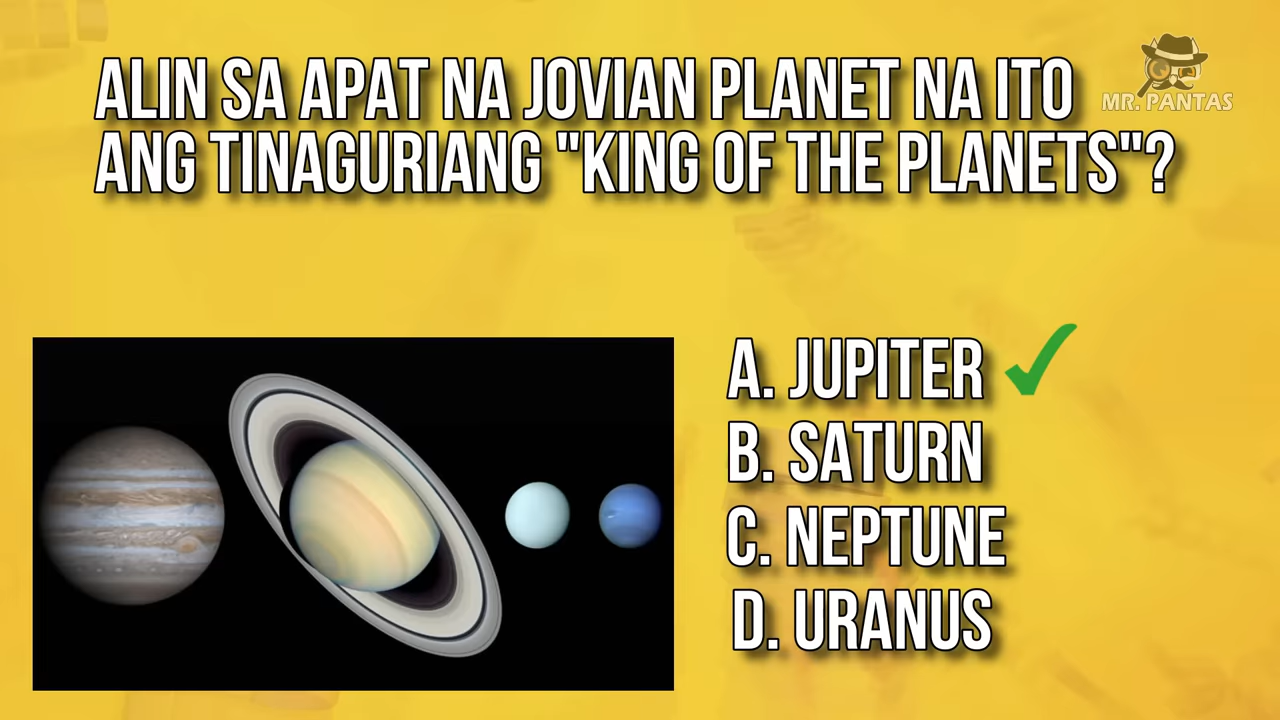 ALIN SA APAT NA JOVIAN PLANET NA ITO
ANG TINAGURIANG "KING OF THE PLANETS"?
MR. PANTAS
A. JUPITER
B. SATURN
C. NEPTUNE
D. URANUS